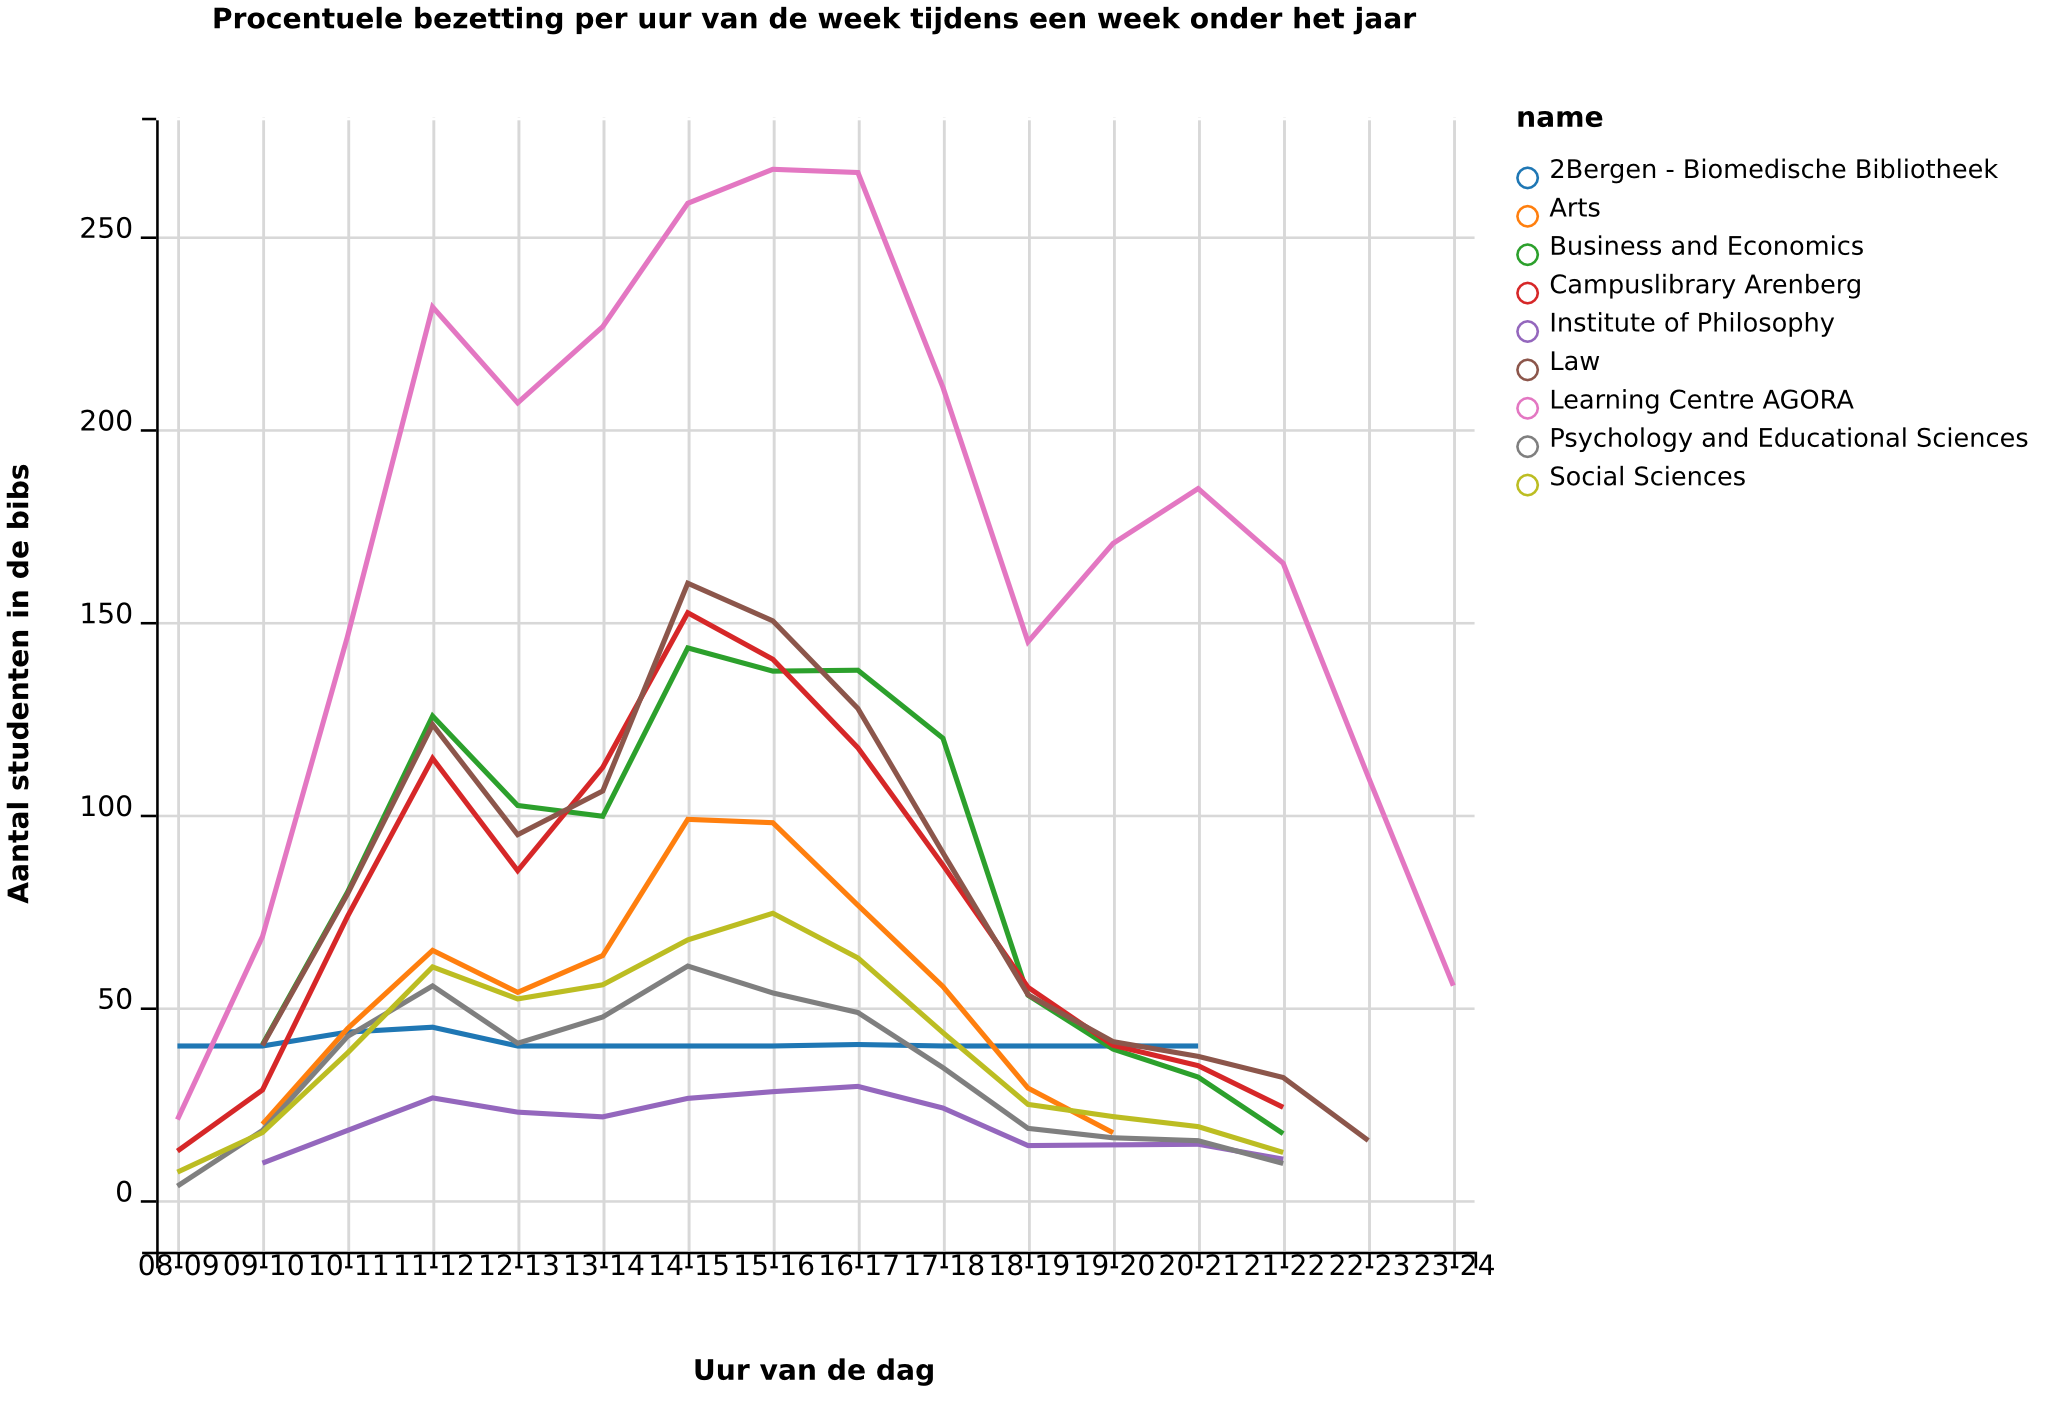 Procentuele bezetting per uur van de week tijdens een week onder het jaar
name
2Bergen - Biomedische Bibliotheek
Arts
Business and Economics
Campuslibrary Arenberg
Institute of Philosophy
Law
Learning Centre AGORA
Psychology and Educational Sciences
Social Sciences
Aantal studenten in de bibs
250
200
150
100
50
0
08-09 09-10 10-11 11-12 12-13 13-14 14-15 15-16 16-17 17-18 18-19 19-20 20-21 21-22 22-23 23-24
Uur van de dag